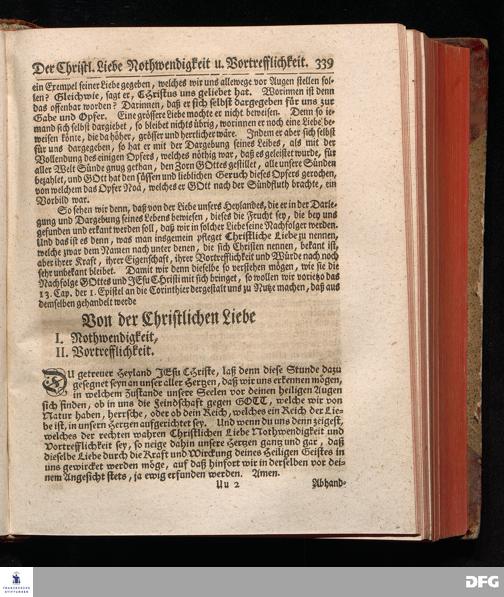 Der Christl. Liebe Nothwendigkeit u. Vortrefflichkeit. 339
ein Exempel seiner Liebe gegeben, welches wir uns allewege vor Augen stellen sol-
len? Gleichwie, sagt er, CHristus uns geliebet hat. Worinnen ist denn
das offenbar worden? Darinnen, daß er sich selbst dargegeben für uns zur
Gabe und Opfer. Eine grössere Liebe mochte er nicht beweisen. Denn so ie-
mand sich selbst dargiebet, so bleibet nichts übrig, worinnen er noch eine Liebe be-
weisen könte, die da höher, grösser und herrlicher wäre. Indem er aber sich selbst
für uns dargegeben, so hat er mit der Dargebung seines Leibes, als mit der
Vollendung des einigen Opfers, welches nöthig war, daß es geleistet wurde, für
aller Welt Sünde gnug gethan, den Zorn GOttes gestillet, alle unsere Sünden
bezahlet, und GOtt hat den süssen und lieblichen Geruch dieses Opfers gerochen,
von welchem das Opfer Noä, welches er GOtt nach der Sündfluth brachte, ein
Vorbild war.
So sehen wir denn, daß von der Liebe unsers Heylandes, die er in der Darle-
gung und Dargebung seines Lebens bewiesen, dieses die Frucht sey, die bey uns
gefunden und erkant werden soll, daß wir in solcher Liebe seine Nachfolger werden.
Und das ist es denn, was man insgemein pfleget Christliche Liebe zu nennen,
welche zwar dem Namen nach unter denen, die sich Christen nennen, bekant ist,
aber ihrer Kraft, ihrer Eigenschaft, ihrer Vortrefflichkeit und Würde nach noch
sehr unbekant bleibet. Damit wir denn dieselbe so verstehen mögen, wie sie die
Nachfolge GOttes und JEsu Christi mit sich bringet, so wollen wir vorietzo das
13. Cap. der 1. Epistel an die Corinthier dergestalt uns zu Nutze machen, daß aus
demselben gehandelt werde
Von der Christlichen Liebe
I. Nothwendigkeit,
II. Vortrefflichkeit.
DU getreuer Heyland JEsu CHriste, laß denn diese Stunde dazu
gesegnet seyn an unser aller Hertzen, daß wir uns erkennen mögen,
in welchem Zustande unsere Seelen vor deinen heiligen Augen
sich finden, ob in uns die Feindschaft gegen GOTT, welche wir von
Natur haben, herrsche, oder ob dein Reich, welches ein Reich der Lie-
be ist, in unsern Hertzen aufgerichtet sey. Und wenn du uns denn zeigest,
welches der rechten wahren Christlichen Liebe Nothwendigkeit und
Vortrefflichkeit sey, so neige dahin unsere Hertzen gantz und gar, daß
dieselbe Liebe durch die Kraft und Wirckung deines Heiligen Geistes in
uns gewircket werden möge, auf daß hinfort wir in derselben vor dei-
nem Angesicht stets, ja ewig erfunden werden. Amen.
Uu 2 Abhand-
FRANCKESCHE
STIFTUNGEN
DFG